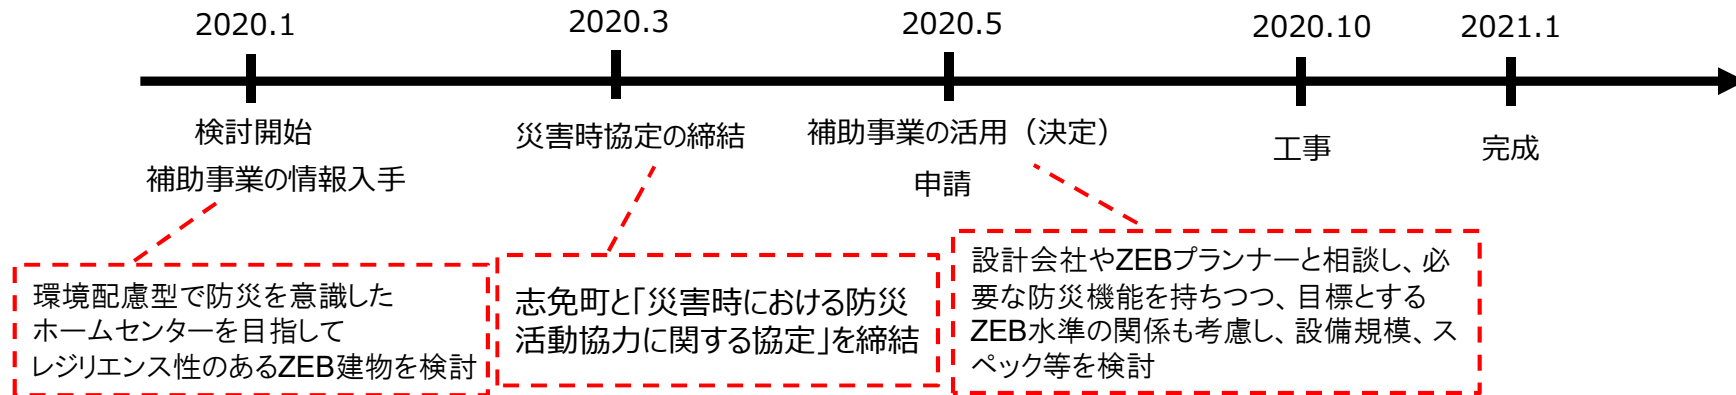 2020.1
2020.3
2020.5
2020.10
2021.1
検討開始
補助事業の情報入手
災害時協定の締結
補助事業の活用（決定）
申請
工事
完成
環境配慮型で防災を意識した
ホームセンターを目指して
レジリエンス性のあるZEB建物を検討
志免町と「災害時における防災
活動協力に関する協定」を締結
設計会社やZEBプランナーと相談し、必
要な防災機能を持ちつつ、目標とする
ZEB水準の関係も考慮し、設備規模、ス
ペック等を検討